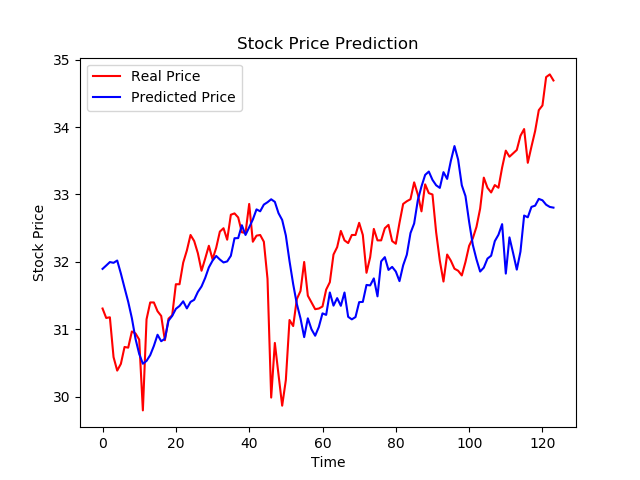 Stock Price Prediction
Real Price
Predicted Price
35
34
33
32
31
30
Stock Price
0 20 40 60 80 100 120
Time